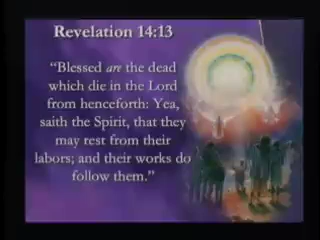 Revelation 14:13
“Blessed are the dead
which die in the Lord
from henceforth: Yea,
saith the Spirit, that they
may rest from their
labors; and their works do
follow them.”